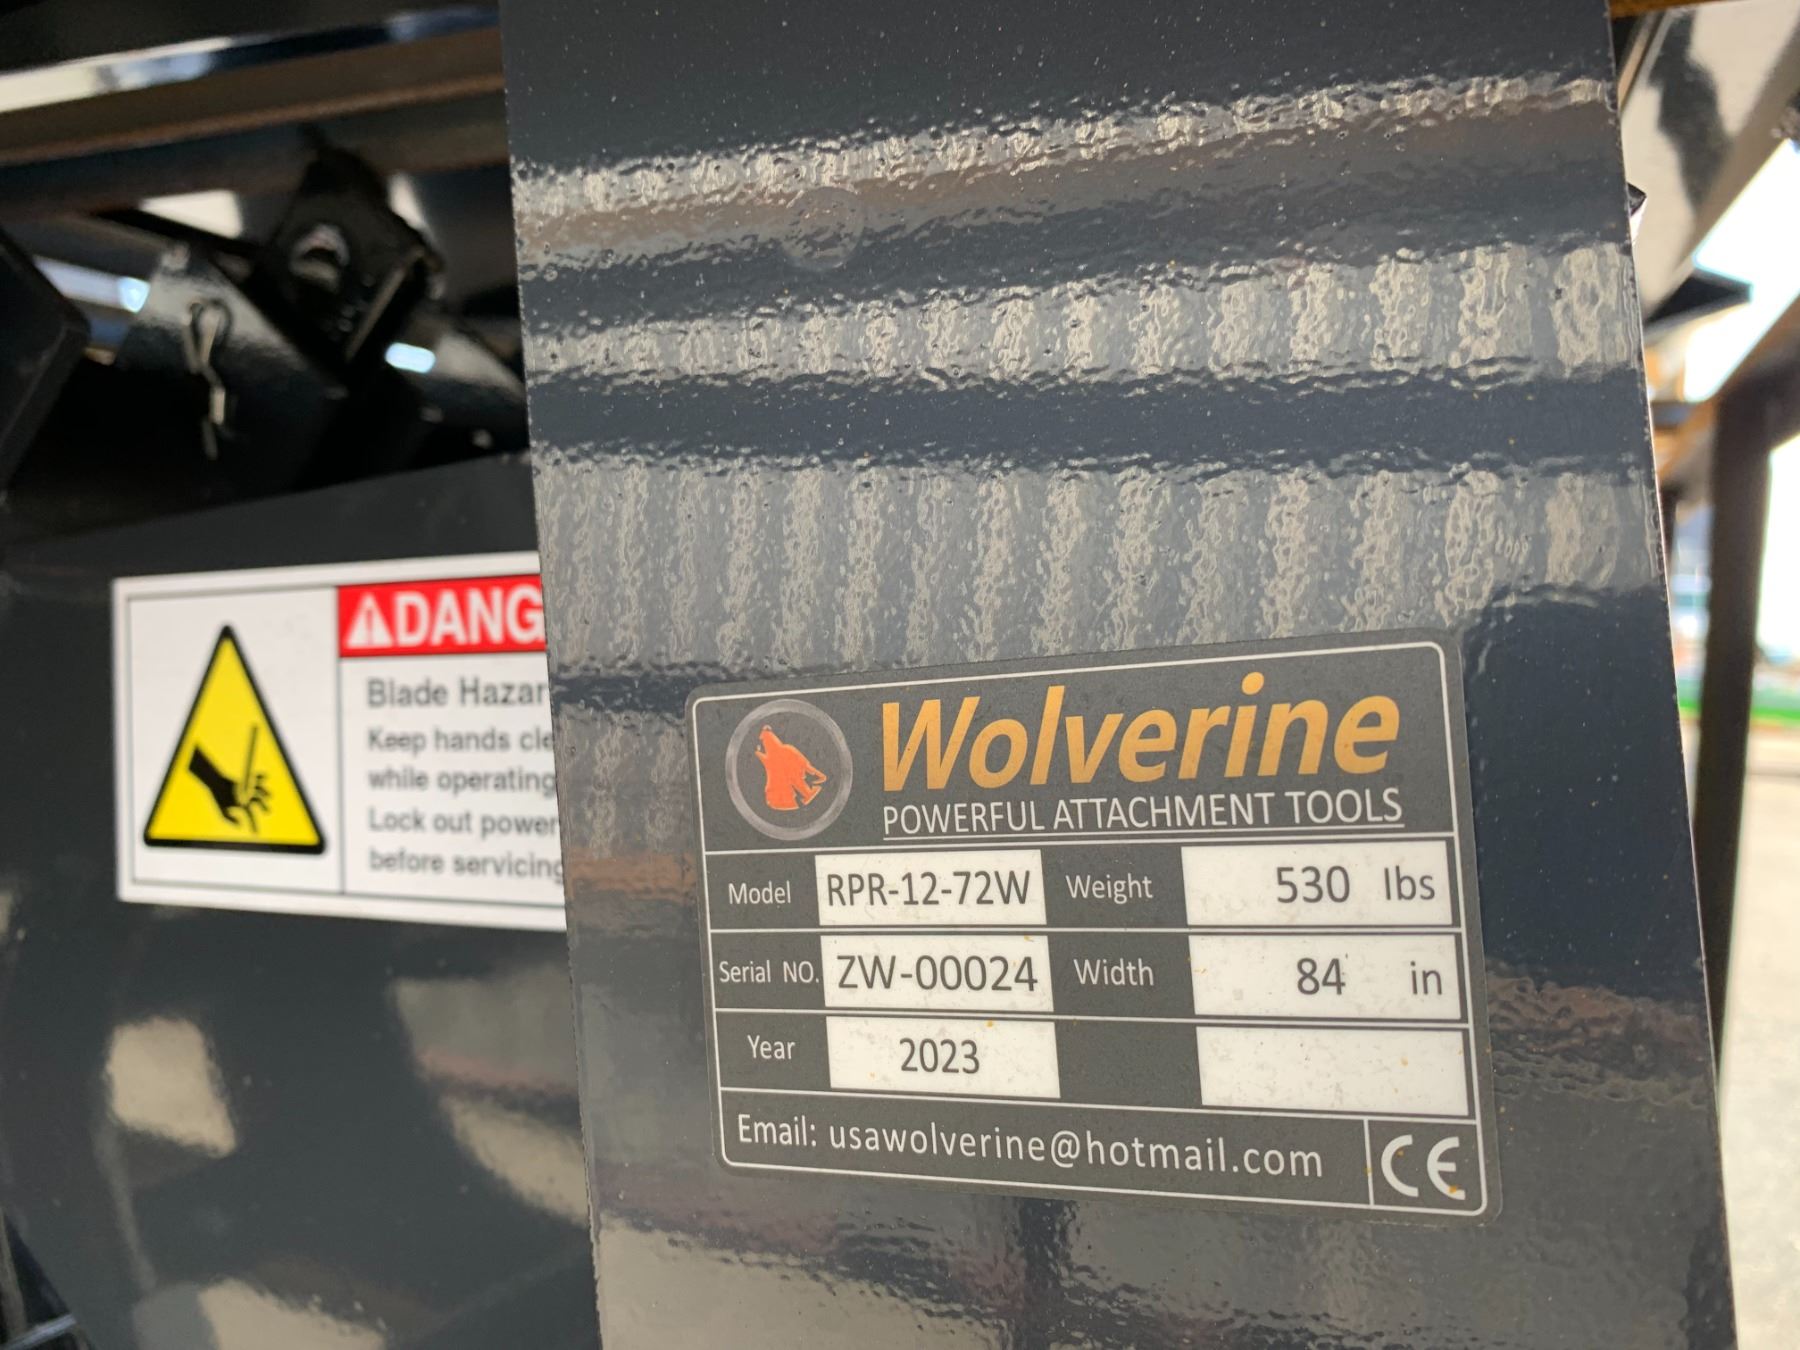 DANG
Blade Hazar
Keep hands cle
while operating
Lock out power
before servicing
Wolverine
POWERFUL ATTACHMENT TOOLS
Model RPR-12-72W Weight 530 lbs
Serial NO. ZW-00024 Width 84 in
Year 2023
Email: usawolverine@hotmail.com CE